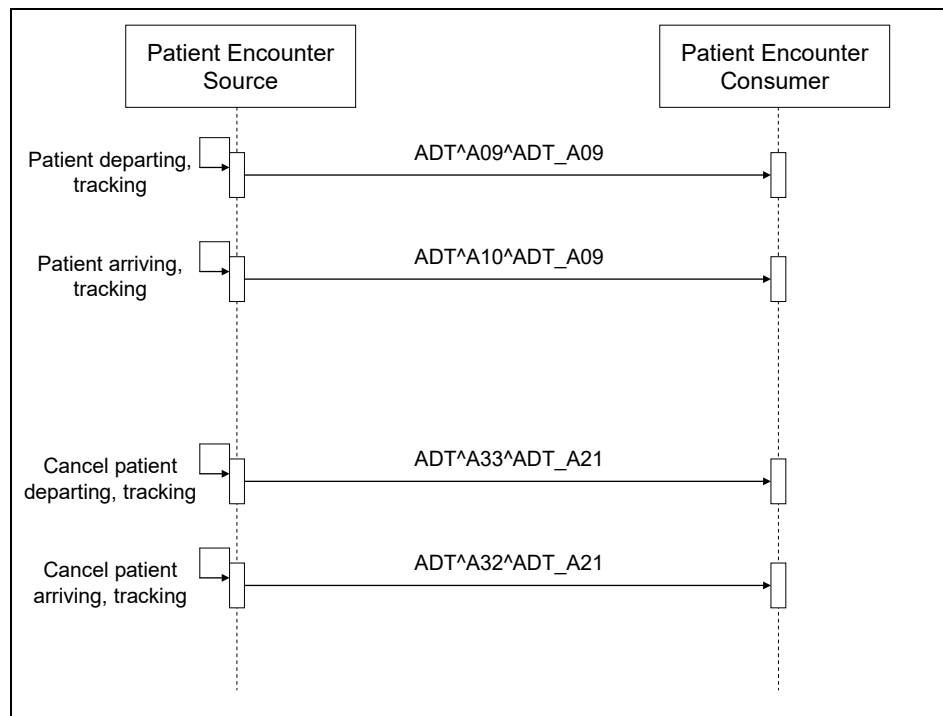 Patient Encounter
Source
Patient Encounter
Consumer
Patient departing,
tracking
ADT^A09^ADT_A09
Patient arriving,
tracking
ADT^A10^ADT_A09
Cancel patient
departing, tracking
ADT^A33^ADT_A21
Cancel patient
arriving, tracking
ADT^A32^ADT_A21